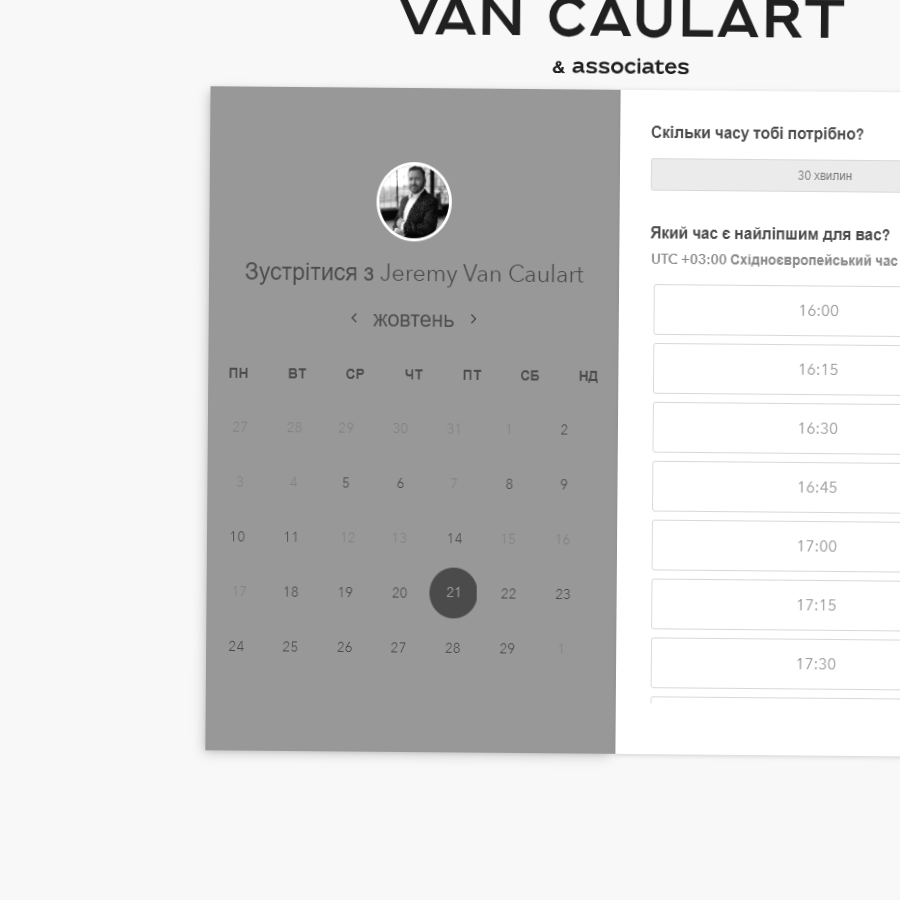 VAN CAULART
& associates
Зустрітися з Jeremy Van Caulart
‹ жовтень ›
ПН ВТ СР ЧТ ПТ СБ НД
27 28 29 30 31 1 2
3 4 5 6 7 8 9
10 11 12 13 14 15 16
17 18 19 20 21 22 23
24 25 26 27 28 29 1
Скільки часу тобі потрібно?
30 хвилин
Який час є найліпшим для вас?
UTC +03:00 Східноєвропейський час
16:00
16:15
16:30
16:45
17:00
17:15
17:30